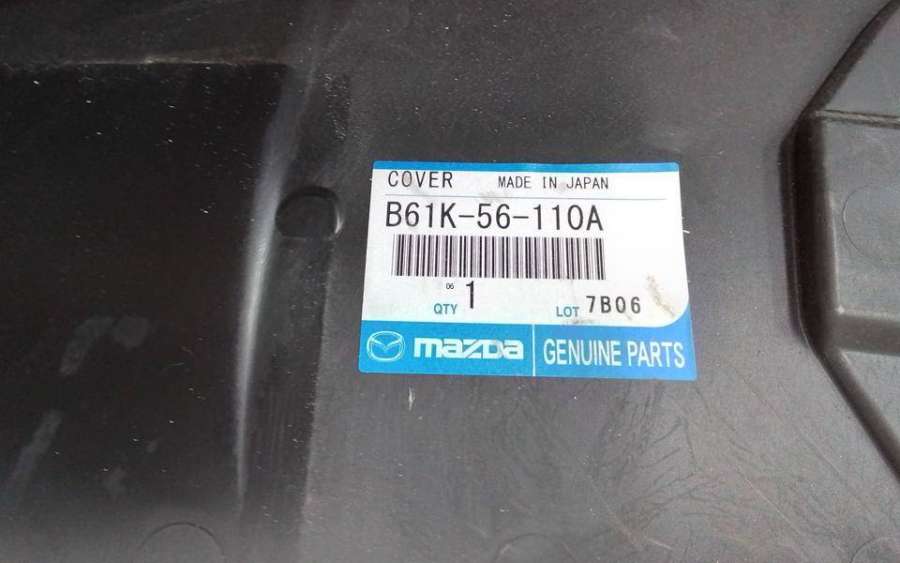 COVER MADE IN JAPAN
B61K-56-110A
06
QTY 1 LOT 7B06
mazda GENUINE PARTS